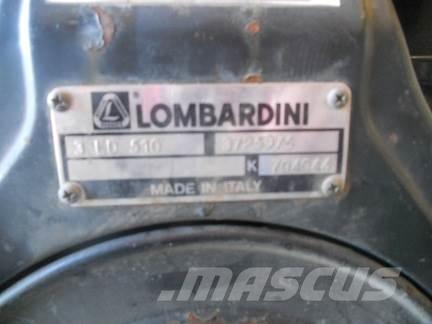 LOMBARDINI
3 LD 510
K
MADE IN ITALY
MASCUS